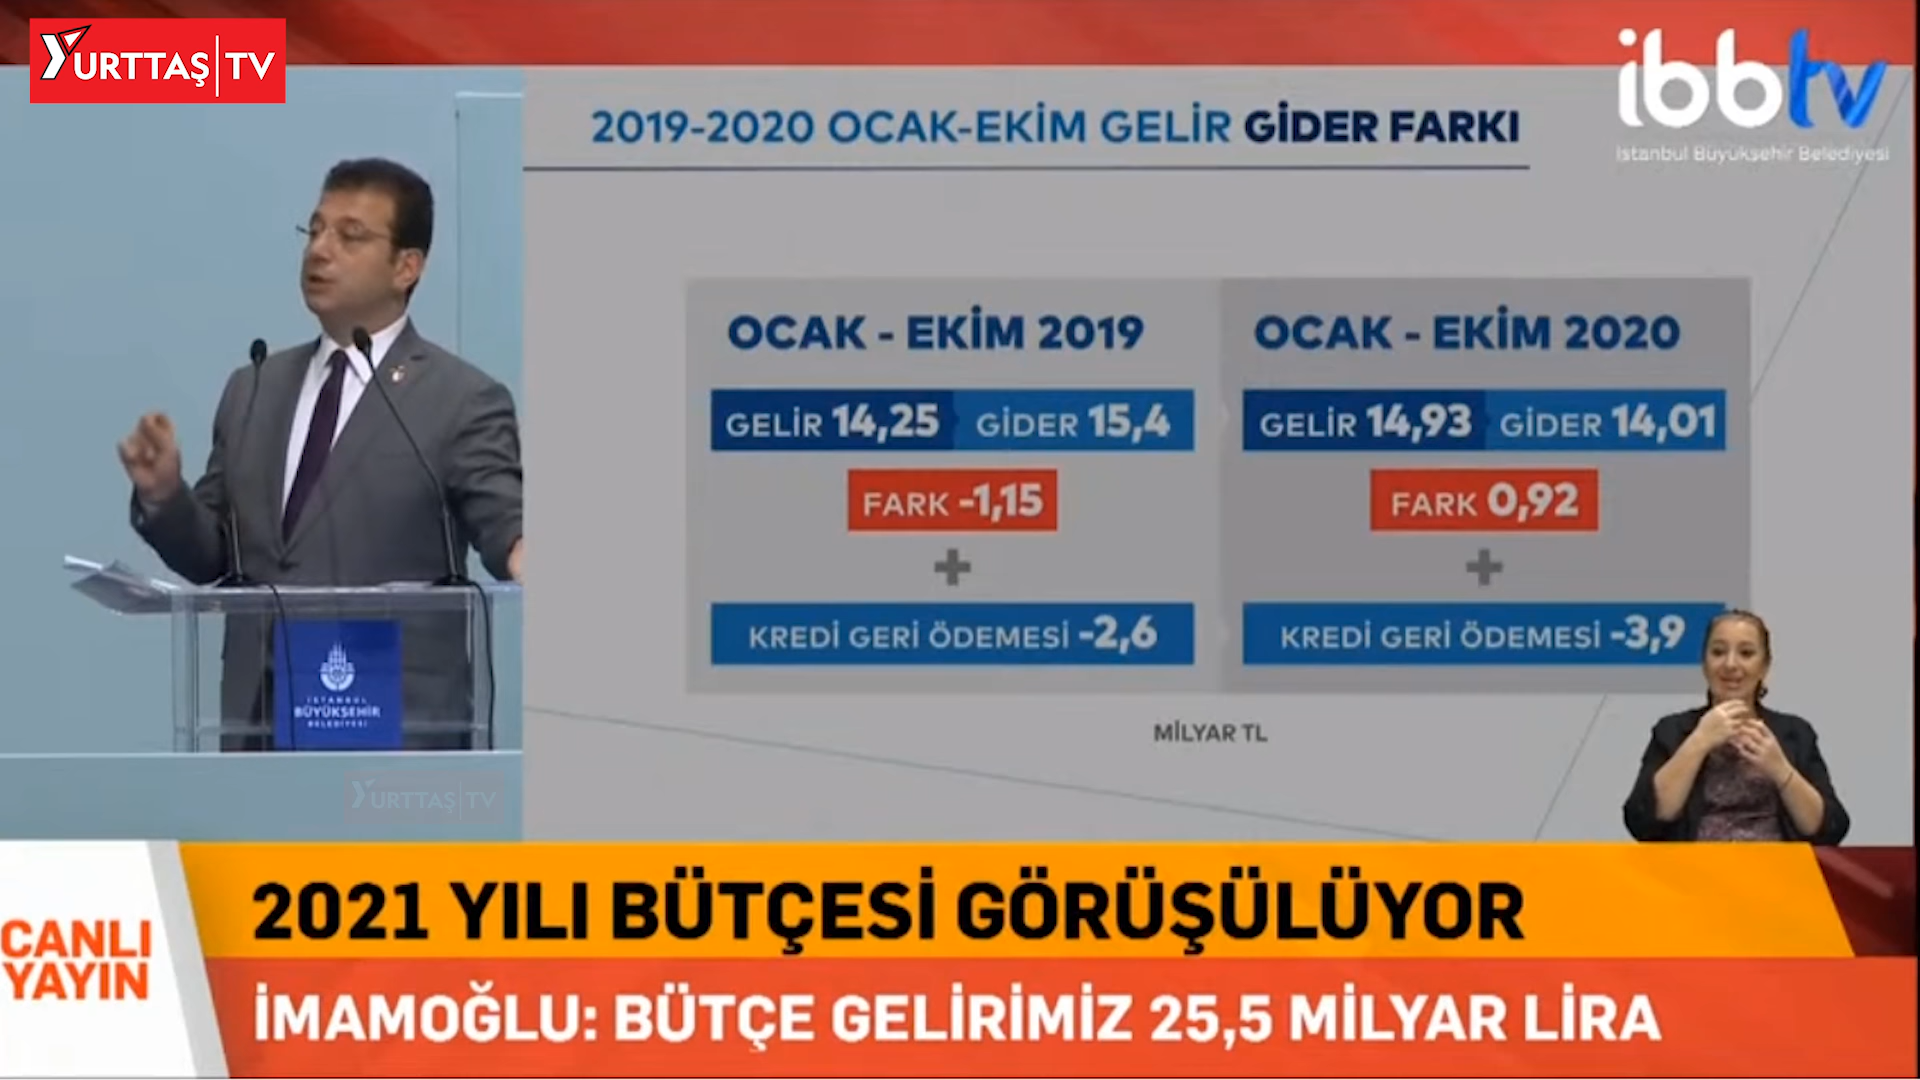 YURTTAŞ|TV
ibbtv
İstanbul Büyükşehir Belediyesi
2019-2020 OCAK-EKİM GELİR GİDER FARKI
OCAK - EKİM 2019
GELİR 14,25 GİDER 15,4
FARK -1,15
+
KREDİ GERİ ÖDEMESİ -2,6
OCAK - EKİM 2020
GELİR 14,93 GİDER 14,01
FARK 0,92
+
KREDİ GERİ ÖDEMESİ -3,9
MİLYAR TL
İSTANBUL
BÜYÜKŞEHİR
BELEDİYESİ
YURTTAŞ|TV
CANLI
YAYIN
2021 YILI BÜTÇESİ GÖRÜŞÜLÜYOR
İMAMOĞLU: BÜTÇE GELİRİMİZ 25,5 MİLYAR LİRA